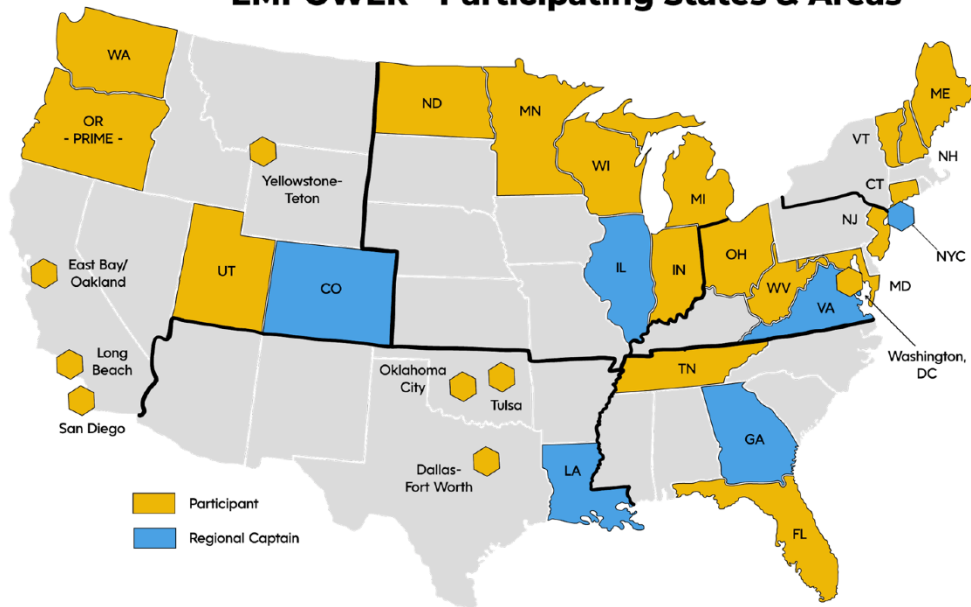 EMPOWER - Participating States & Areas
WA
OR
- PRIME -
ND
MN
WI
MI
ME
VT
NH
CT
NJ
NYC
Yellowstone-
Teton
East Bay/
Oakland
UT
CO
IL
IN
OH
WV
VA
MD
Washington,
DC
Long
Beach
San Diego
Oklahoma
City
Tulsa
TN
Dallas-
Fort Worth
LA
GA
FL
Participant
Regional Captain